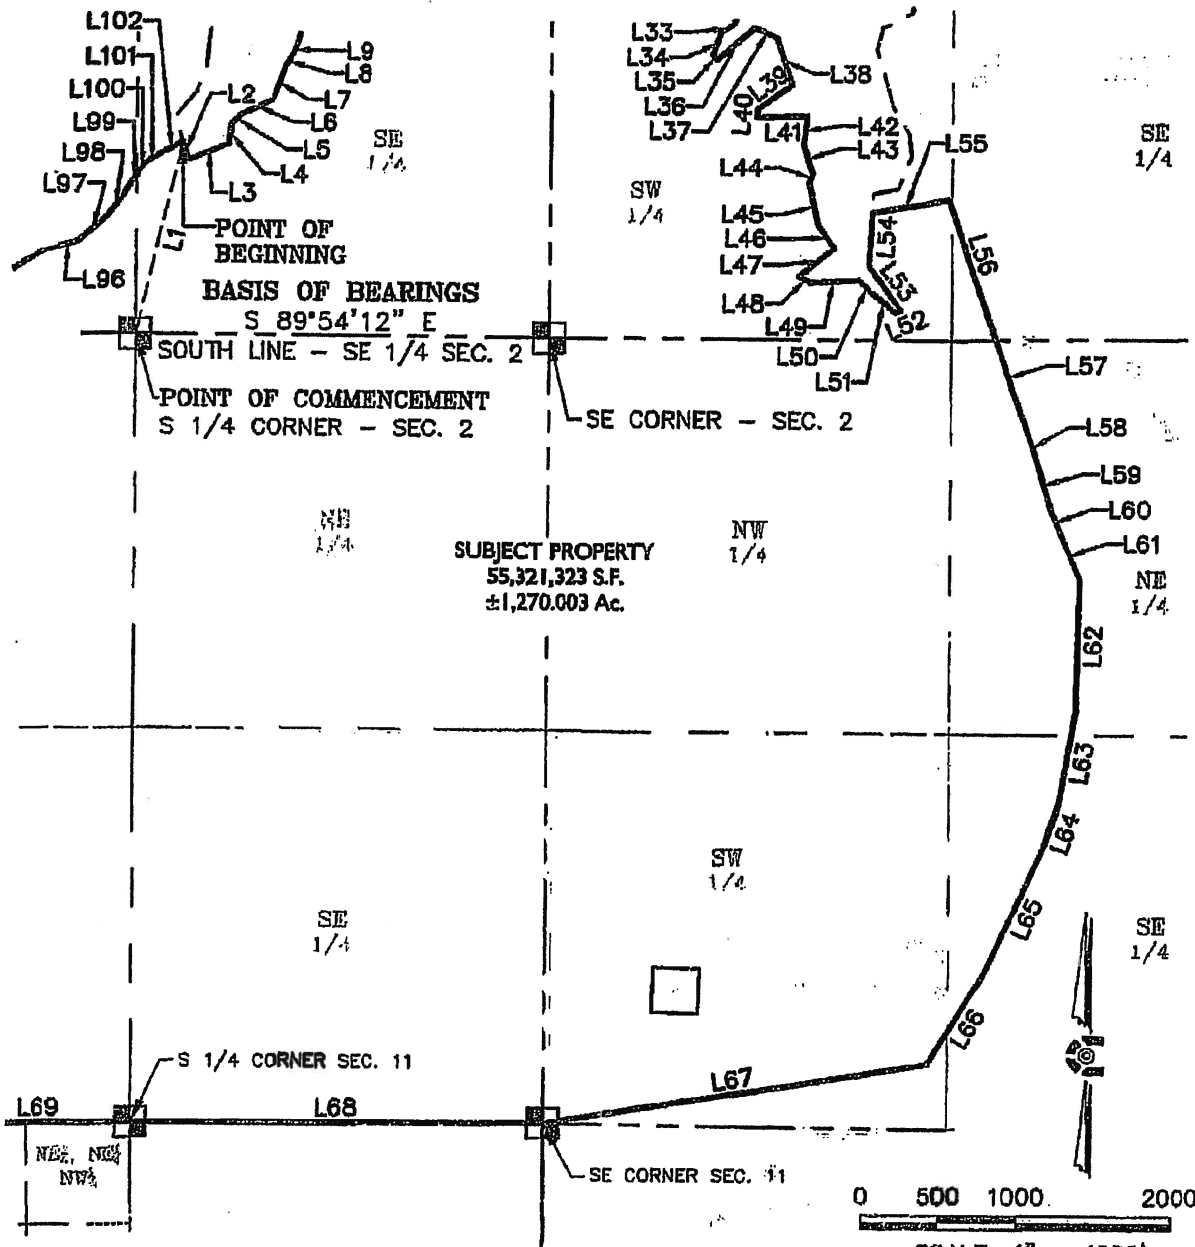 L102
L101
L100
L99
L98
L97
L96
L1
L2
L9
L8
L7
L6
L5
L4
L3
SE
1/4
POINT OF
BEGINNING
BASIS OF BEARINGS
S 89°54'12" E
SOUTH LINE - SE 1/4 SEC. 2
POINT OF COMMENCEMENT
S 1/4 CORNER - SEC. 2
SW
1/4
L33
L34
L35
L36
L37
L38
L39
L40
L41
L42
L43
L44
L45
L46
L47
L48
L49
L50
L51
L52
L53
L54
L55
L56
SE
1/4
SE CORNER - SEC. 2
L57
L58
L59
L60
L61
NE
1/4
NW
1/4
SUBJECT PROPERTY
55,321,323 S.F.
±1,270.003 Ac.
NE
1/4
L62
L63
L64
L65
L66
SW
1/4
SE
1/4
SE
1/4
S 1/4 CORNER SEC. 11
L69
L68
L67
NE¼, NE¼
NW¼
SE CORNER SEC. 11
0 500 1000 2000